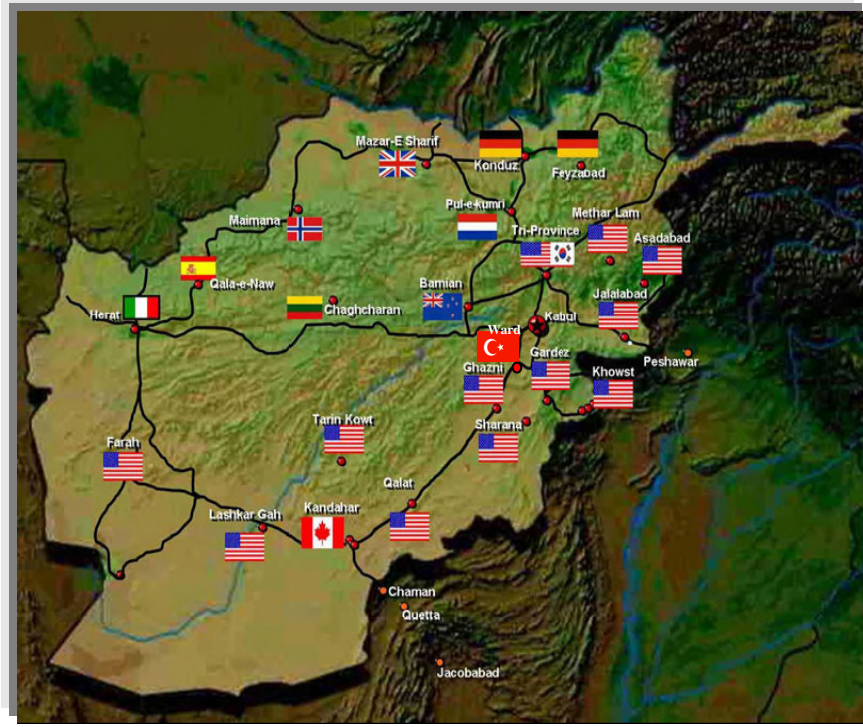 Mazar-E Sharif
Konduz
Feyzabad
Pul-e-kumri
Methar Lam
Maimana
Tri-Province
Asadabad
Qala-e-Naw
Bamian
Jalalabad
Chaghcharan
Herat
Kabul
Ward
Gardez
Peshawar
Ghazni
Khowst
Tarin Kowt
Sharana
Farah
Qalat
Lashkar Gah
Kandahar
Chaman
Quetta
Jacobabad